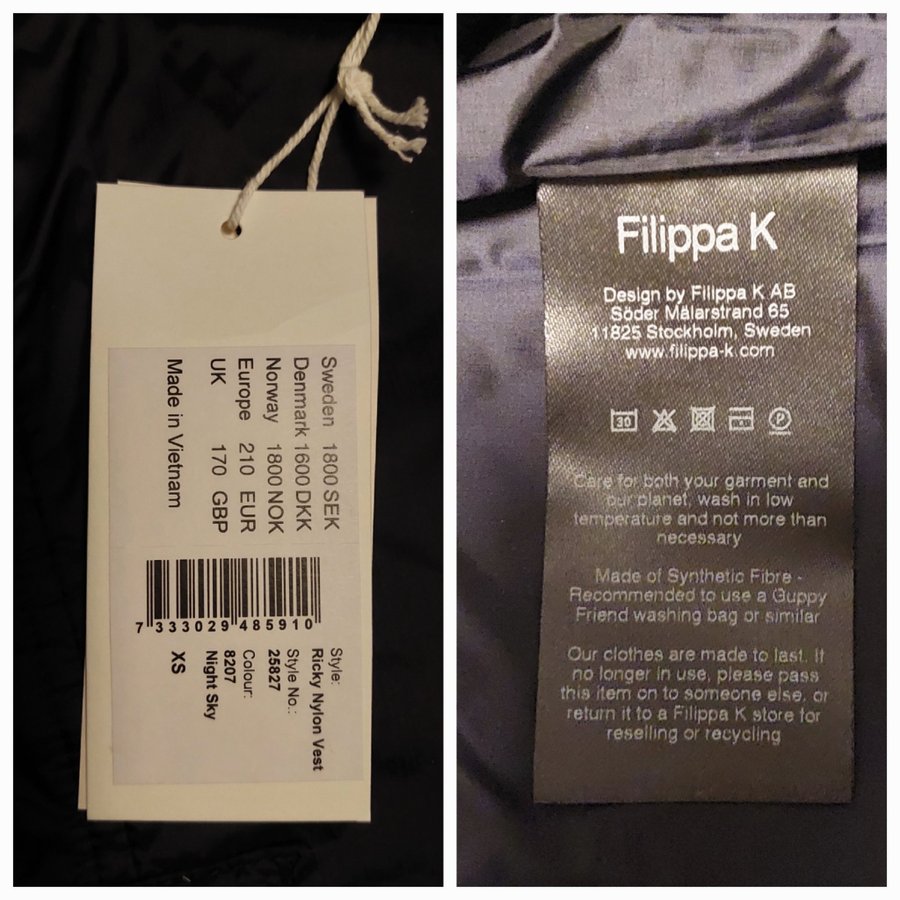 Sweden 1800 SEK
Denmark 1600 DKK
Norway 1800 NOK
Europe 210 EUR
UK 170 GBP
Made in Vietnam
7 333029 485910
Style:
Ricky Nylon Vest
Style No.:
25827
Colour:
8207
Night Sky
XS
Filippa K
Design by Filippa K AB
Söder Mälarstrand 65
11825 Stockholm, Sweden
www.filippa-k.com
30 P
Care for both your garment and
our planet, wash in low
temperature and not more than
necessary
Made of Synthetic Fibre -
Recommended to use a Guppy
Friend washing bag or similar
Our clothes are made to last. If
no longer in use, please pass
this item on to someone else, or
return it to a Filippa K store for
reselling or recycling